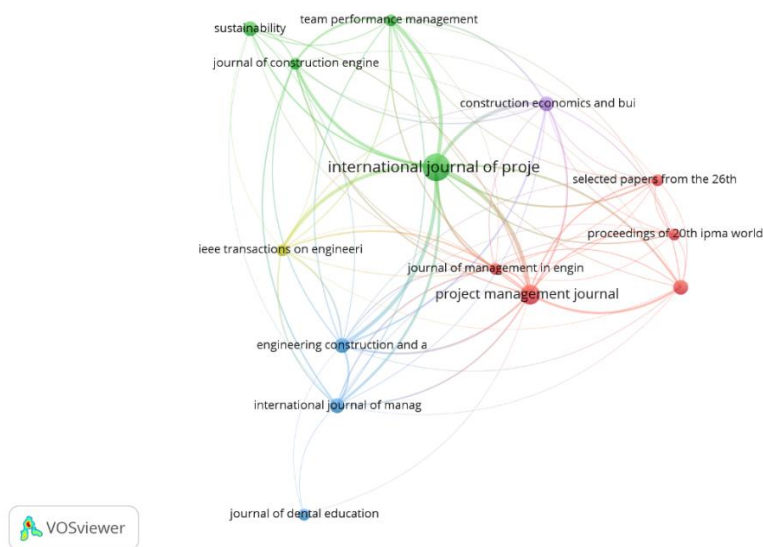 team performance management
sustainability
journal of construction engine
construction economics and bui
international journal of proje
selected papers from the 26th
proceedings of 20th ipma world
ieee transactions on engineeri
journal of management in engin
project management journal
engineering construction and a
international journal of manag
journal of dental education
VOSviewer